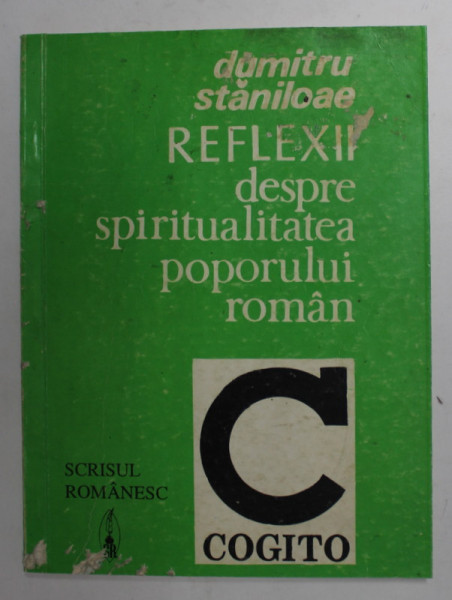 dumitru
stăniloae
REFLEXII
despre
spiritualitatea
poporului
român
SCRISUL
ROMÂNESC
C
COGITO